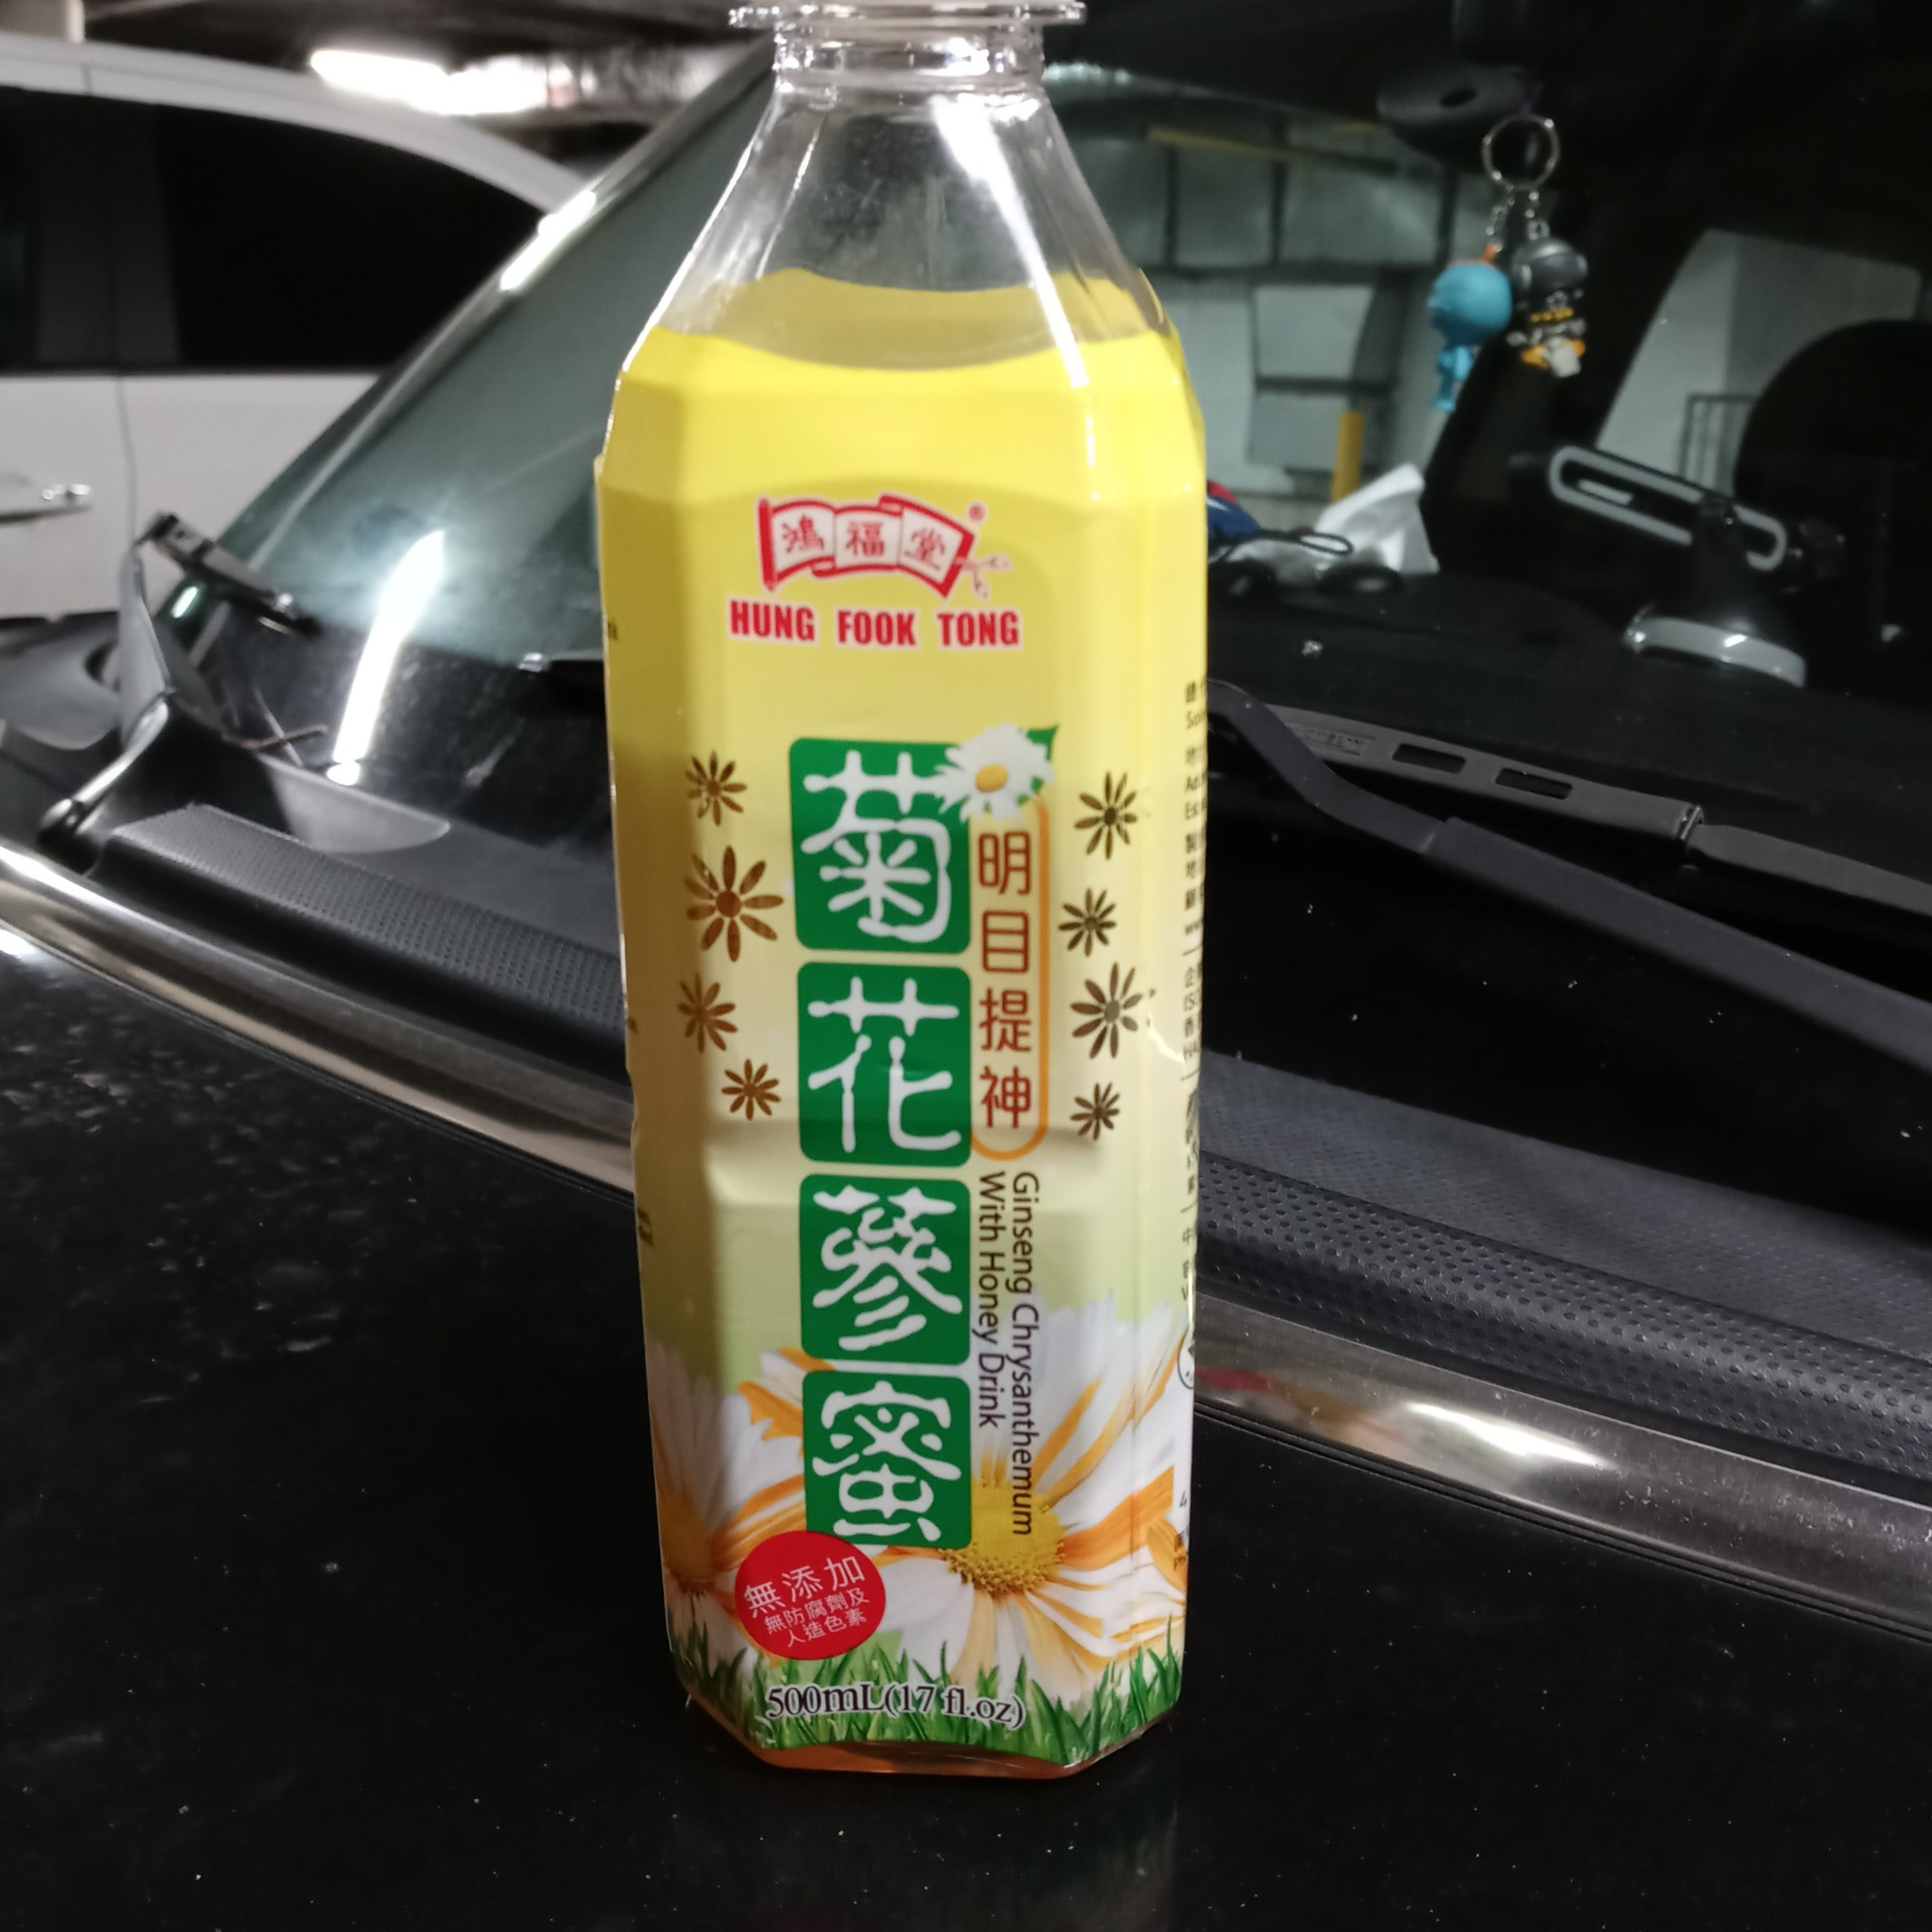 鴻福堂®
HUNG FOOK TONG
菊花蔘蜜
明目提神
Ginseng Chrysanthemum
With Honey Drink
無添加
無防腐劑及
人造色素
500mL(17 fl.oz)